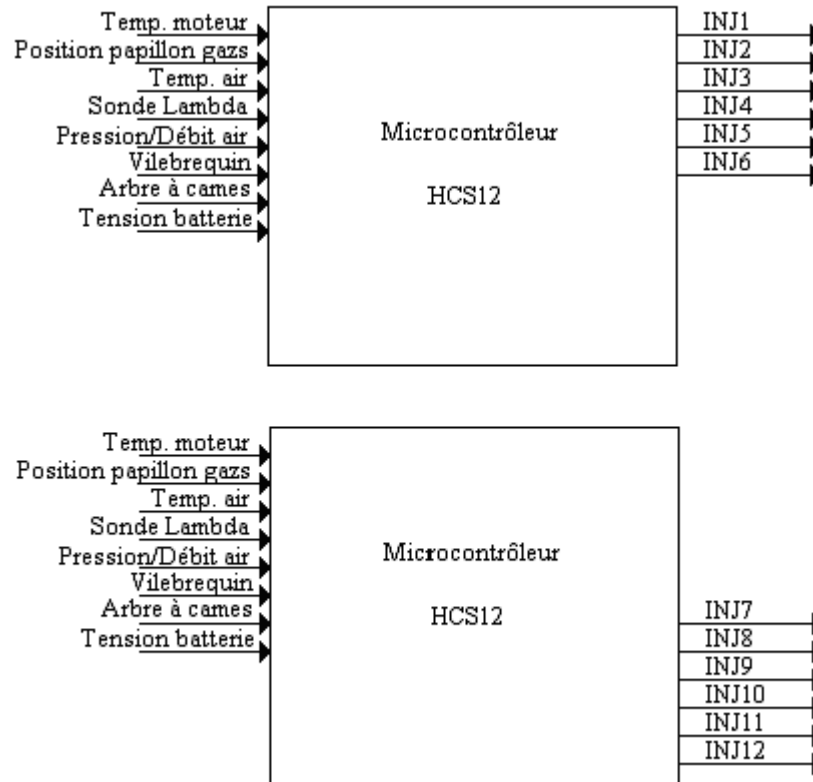 Temp. moteur
Position papillon gazs
Temp. air
Sonde Lambda
Pression/Débit air
Vilebrequin
Arbre à cames
Tension batterie
Microcontrôleur
HCS12
INJ1
INJ2
INJ3
INJ4
INJ5
INJ6
Temp. moteur
Position papillon gazs
Temp. air
Sonde Lambda
Pression/Débit air
Vilebrequin
Arbre à cames
Tension batterie
Microcontrôleur
HCS12
INJ7
INJ8
INJ9
INJ10
INJ11
INJ12